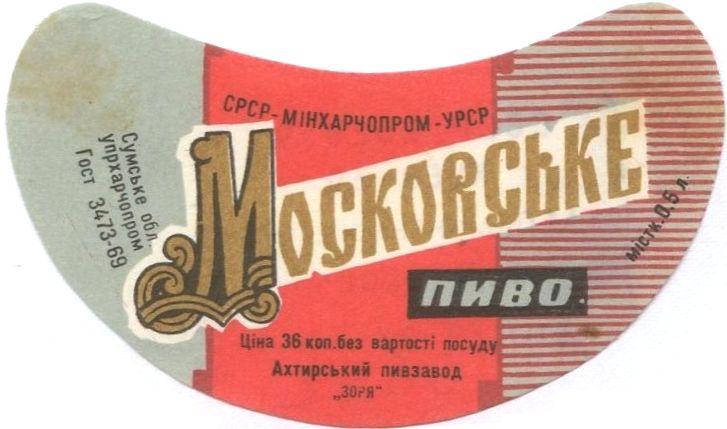 СРСР-МІНХАРЧОПРОМ-УРСР
Сумське обл.
упрхарчопром
Гост 3473-69
МОСКОВСЬКЕ
ПИВО.
містк. 0,5 л.
Ціна 36 коп. без вартості посуду
Ахтирський пивзавод
„ЗОРЯ"